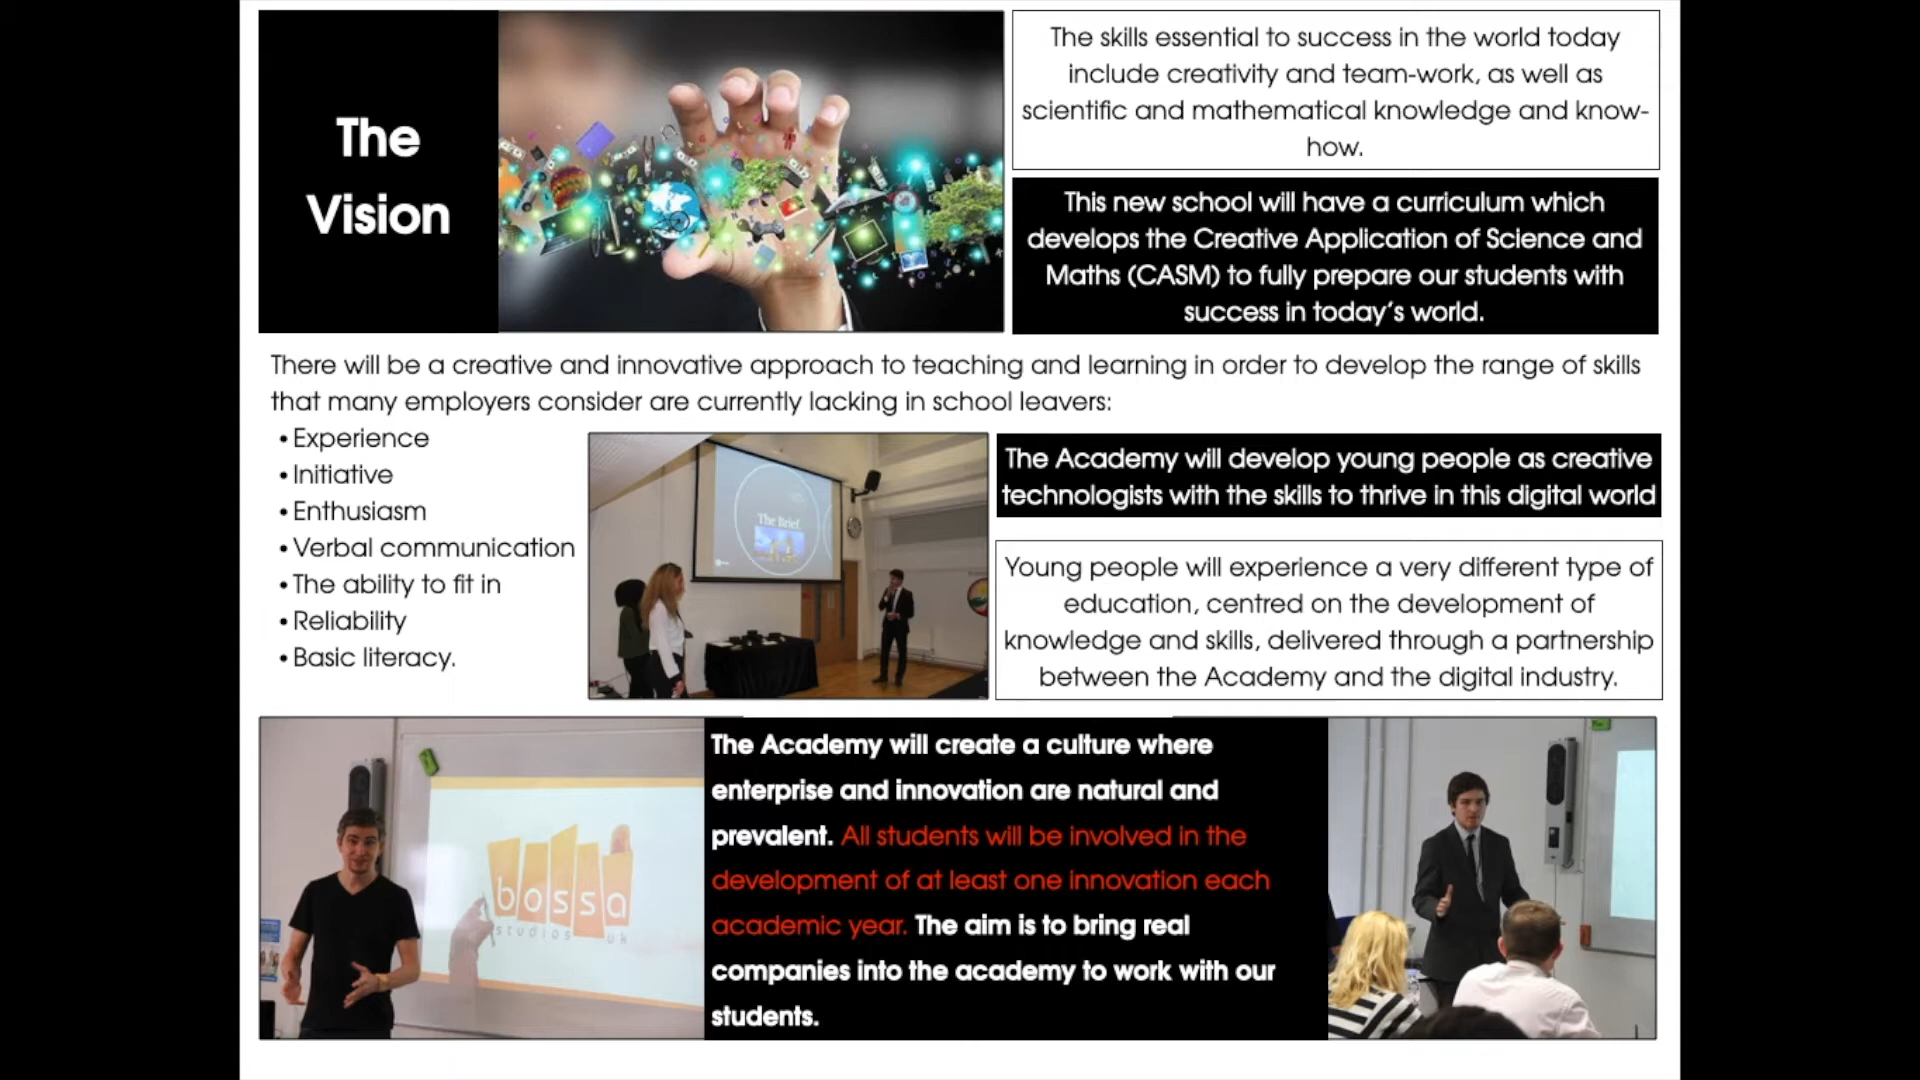 The
Vision
The skills essential to success in the world today
include creativity and team-work, as well as
scientific and mathematical knowledge and know-
how.
This new school will have a curriculum which
develops the Creative Application of Science and
Maths (CASM) to fully prepare our students with
success in today's world.
There will be a creative and innovative approach to teaching and learning in order to develop the range of skills
that many employers consider are currently lacking in school leavers:
• Experience
• Initiative
• Enthusiasm
• Verbal communication
• The ability to fit in
• Reliability
• Basic literacy.
The Brief
The Academy will develop young people as creative
technologists with the skills to thrive in this digital world
Young people will experience a very different type of
education, centred on the development of
knowledge and skills, delivered through a partnership
between the Academy and the digital industry.
bossa
studios uk
The Academy will create a culture where
enterprise and innovation are natural and
prevalent. All students will be involved in the
development of at least one innovation each
academic year. The aim is to bring real
companies into the academy to work with our
students.